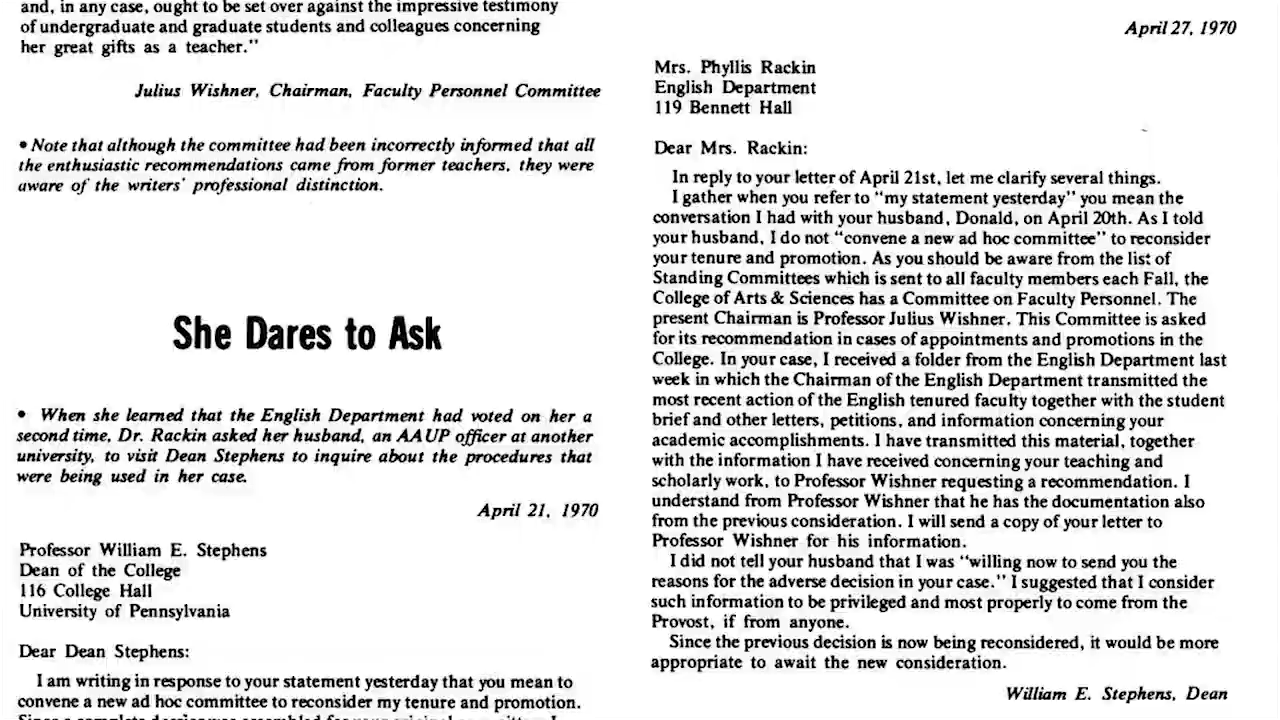 and, in any case, ought to be set over against the impressive testimony
of undergraduate and graduate students and colleagues concerning
her great gifts as a teacher."
Julius Wishner, Chairman, Faculty Personnel Committee
• Note that although the committee had been incorrectly informed that all
the enthusiastic recommendations came from former teachers, they were
aware of the writers' professional distinction.
She Dares to Ask
• When she learned that the English Department had voted on her a
second time, Dr. Rackin asked her husband, an AAUP officer at another
university, to visit Dean Stephens to inquire about the procedures that
were being used in her case.
April 21, 1970
Professor William E. Stephens
Dean of the College
116 College Hall
University of Pennsylvania
Dear Dean Stephens:
I am writing in response to your statement yesterday that you mean to
convene a new ad hoc committee to reconsider my tenure and promotion.
April 27, 1970
Mrs. Phyllis Rackin
English Department
119 Bennett Hall
Dear Mrs. Rackin:
In reply to your letter of April 21st, let me clarify several things.
I gather when you refer to "my statement yesterday" you mean the
conversation I had with your husband, Donald, on April 20th. As I told
your husband, I do not "convene a new ad hoc committee" to reconsider
your tenure and promotion. As you should be aware from the list of
Standing Committees which is sent to all faculty members each Fall, the
College of Arts & Sciences has a Committee on Faculty Personnel. The
present Chairman is Professor Julius Wishner. This Committee is asked
for its recommendation in cases of appointments and promotions in the
College. In your case, I received a folder from the English Department last
week in which the Chairman of the English Department transmitted the
most recent action of the English tenured faculty together with the student
brief and other letters, petitions, and information concerning your
academic accomplishments. I have transmitted this material, together
with the information I have received concerning your teaching and
scholarly work, to Professor Wishner requesting a recommendation. I
understand from Professor Wishner that he has the documentation also
from the previous consideration. I will send a copy of your letter to
Professor Wishner for his information.
I did not tell your husband that I was "willing now to send you the
reasons for the adverse decision in your case." I suggested that I consider
such information to be privileged and most properly to come from the
Provost, if from anyone.
Since the previous decision is now being reconsidered, it would be more
appropriate to await the new consideration.
William E. Stephens, Dean